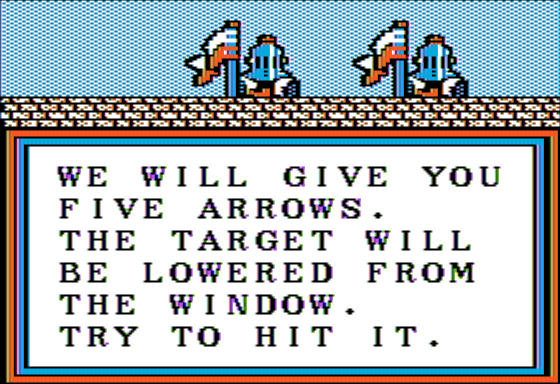 WE WILL GIVE YOU
FIVE ARROWS.
THE TARGET WILL
BE LOWERED FROM
THE WINDOW.
TRY TO HIT IT.